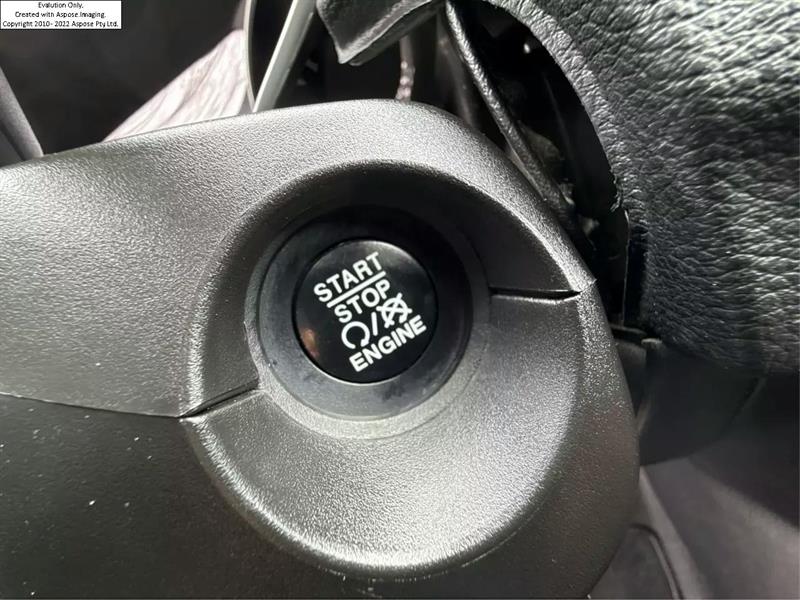 Evalution Only.
Created with Aspose.Imaging.
Copyright 2010- 2022 Aspose Pty Ltd.
START
STOP
ENGINE